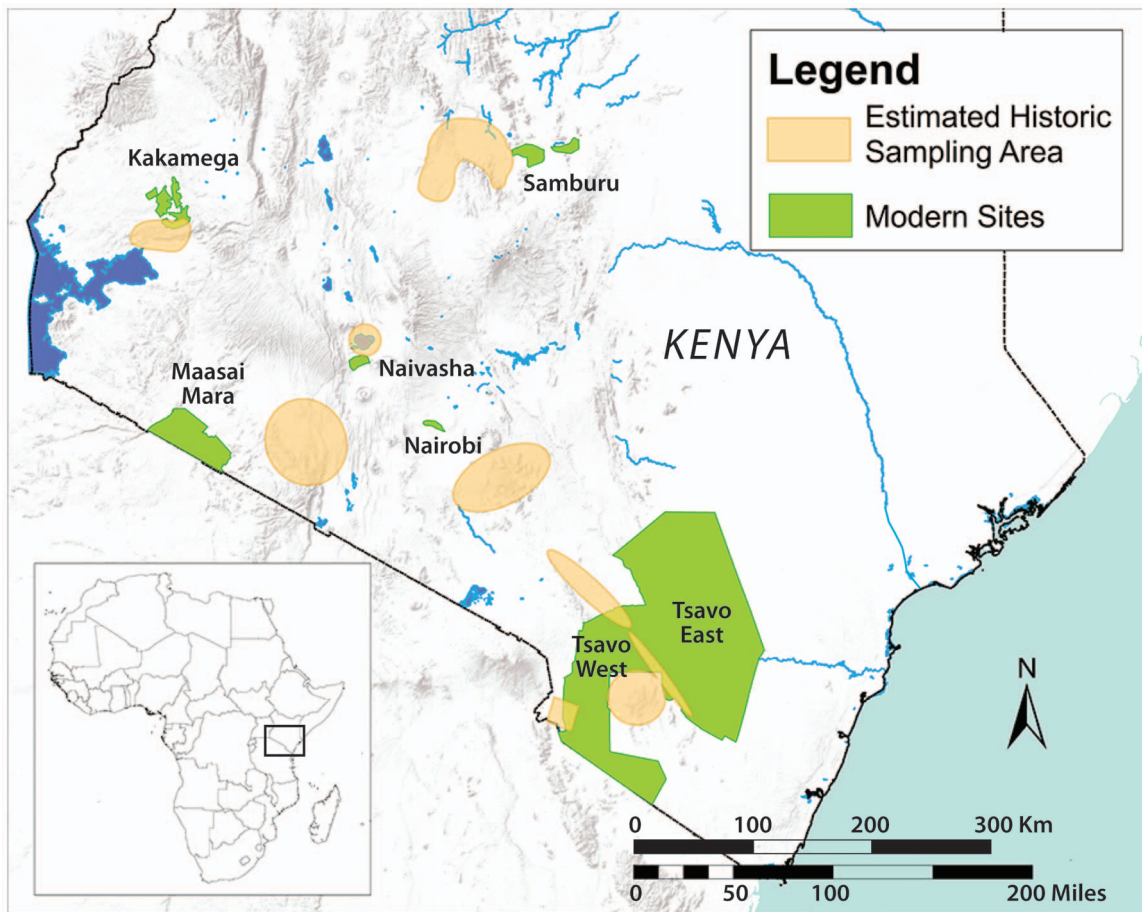 Legend
Estimated Historic
Sampling Area
Modern Sites
Kakamega
Samburu
KENYA
Naivasha
Maasai
Mara
Nairobi
Tsavo
East
Tsavo
West
N
0 100 200 300 Km
0 50 100 200 Miles